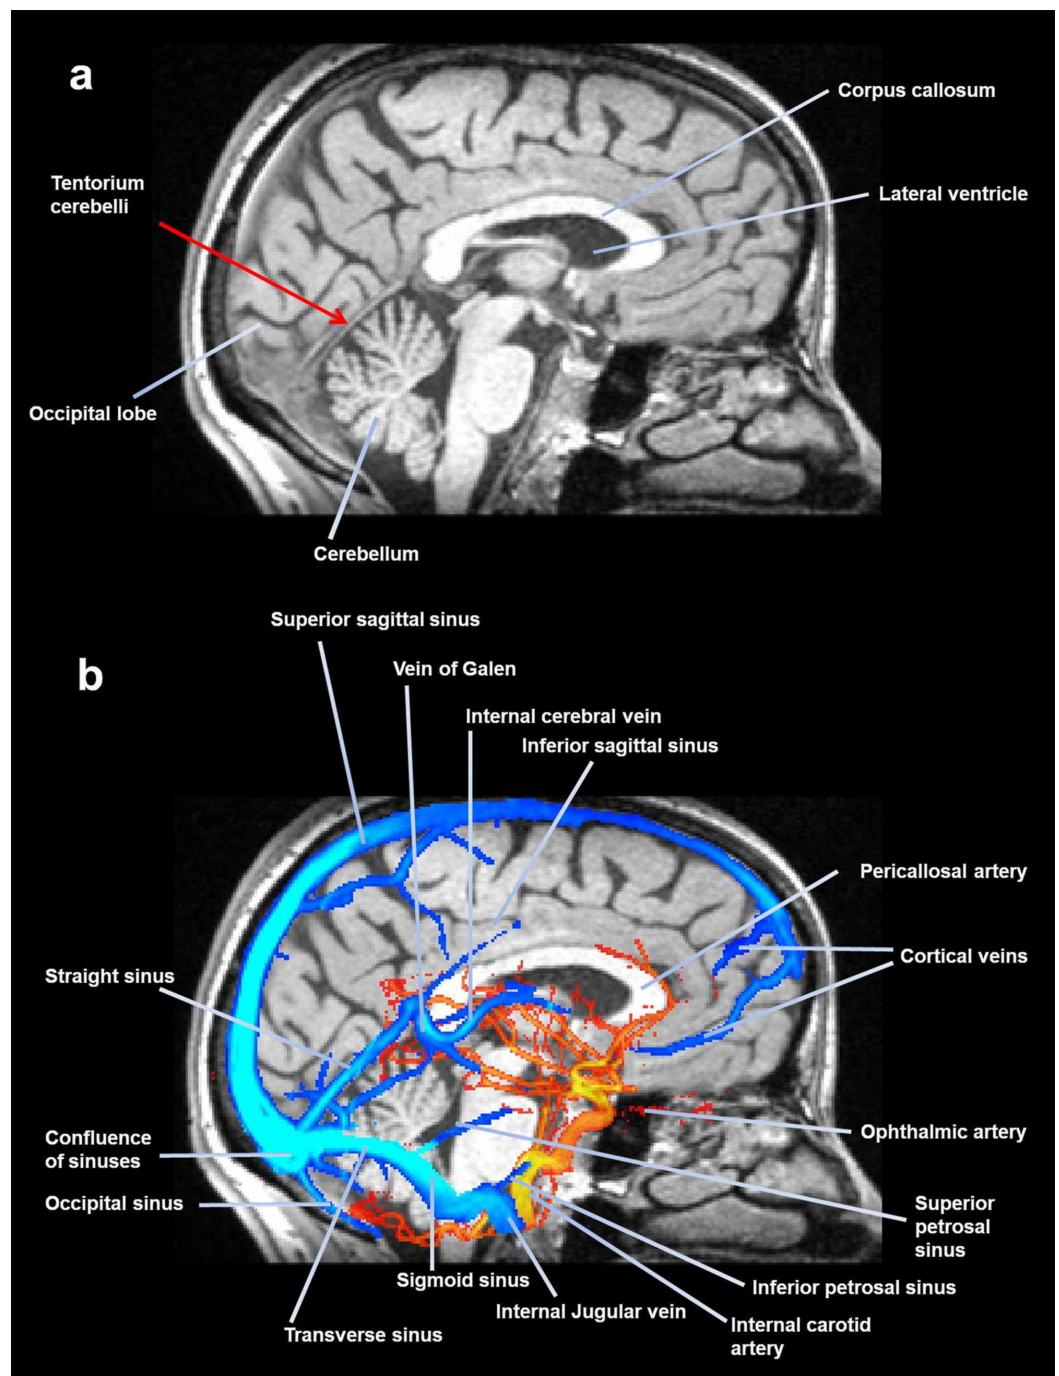 a
Corpus callosum
Tentorium
cerebelli
Lateral ventricle
Occipital lobe
Cerebellum
Superior sagittal sinus
b
Vein of Galen
Internal cerebral vein
Inferior sagittal sinus
Pericallosal artery
Cortical veins
Straight sinus
Ophthalmic artery
Confluence
of sinuses
Occipital sinus
Superior
petrosal
sinus
Sigmoid sinus
Inferior petrosal sinus
Internal Jugular vein
Internal carotid
artery
Transverse sinus